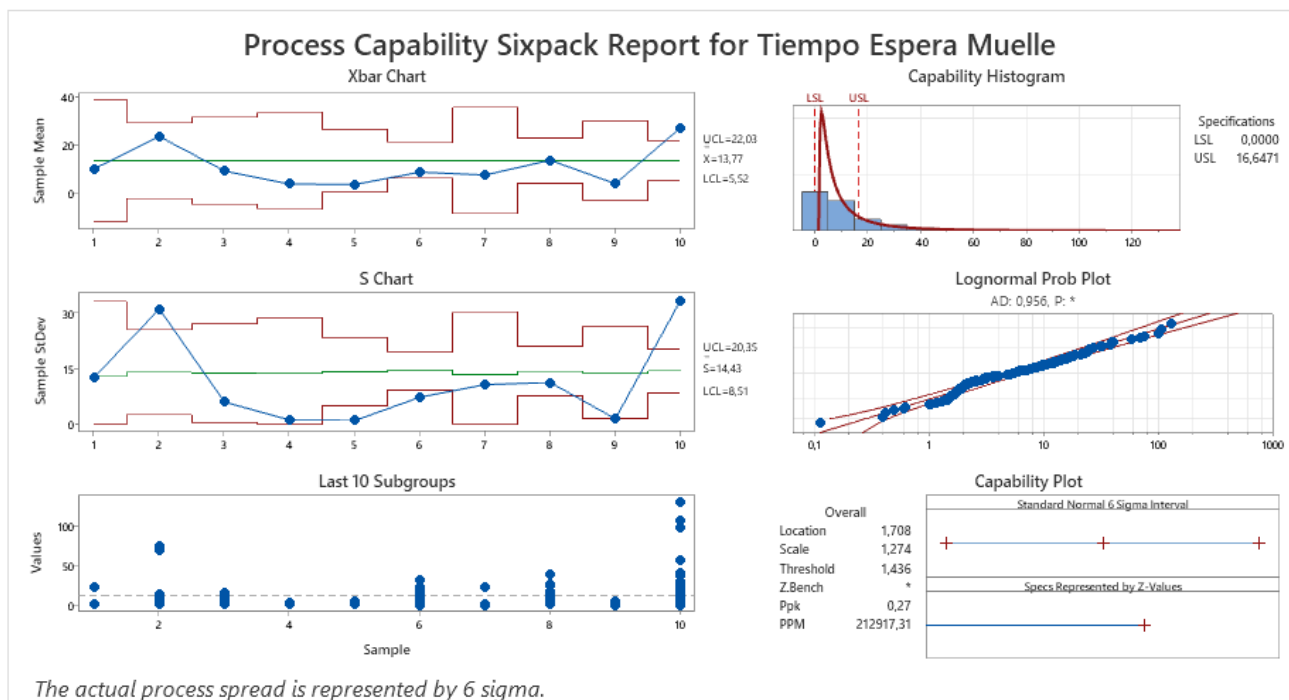 Process Capability Sixpack Report for Tiempo Espera Muelle
Xbar Chart
Sample Mean
40
20
0
1 2 3 4 5 6 7 8 9 10
UCL=22,03
X=13,77
LCL=5,52
S Chart
Sample StDev
30
15
0
1 2 3 4 5 6 7 8 9 10
UCL=20,35
S=14,43
LCL=8,51
Last 10 Subgroups
Values
100
50
0
2 4 6 8 10
Sample
Capability Histogram
LSL USL
0 20 40 60 80 100 120
Specifications
LSL 0,0000
USL 16,6471
Lognormal Prob Plot
AD: 0,956, P: *
0,1 1 10 100 1000
Capability Plot
Overall
Location 1,708
Scale 1,274
Threshold 1,436
Z.Bench *
Ppk 0,27
PPM 212917,31
Standard Normal 6 Sigma Interval
Specs Represented by Z-Values
The actual process spread is represented by 6 sigma.